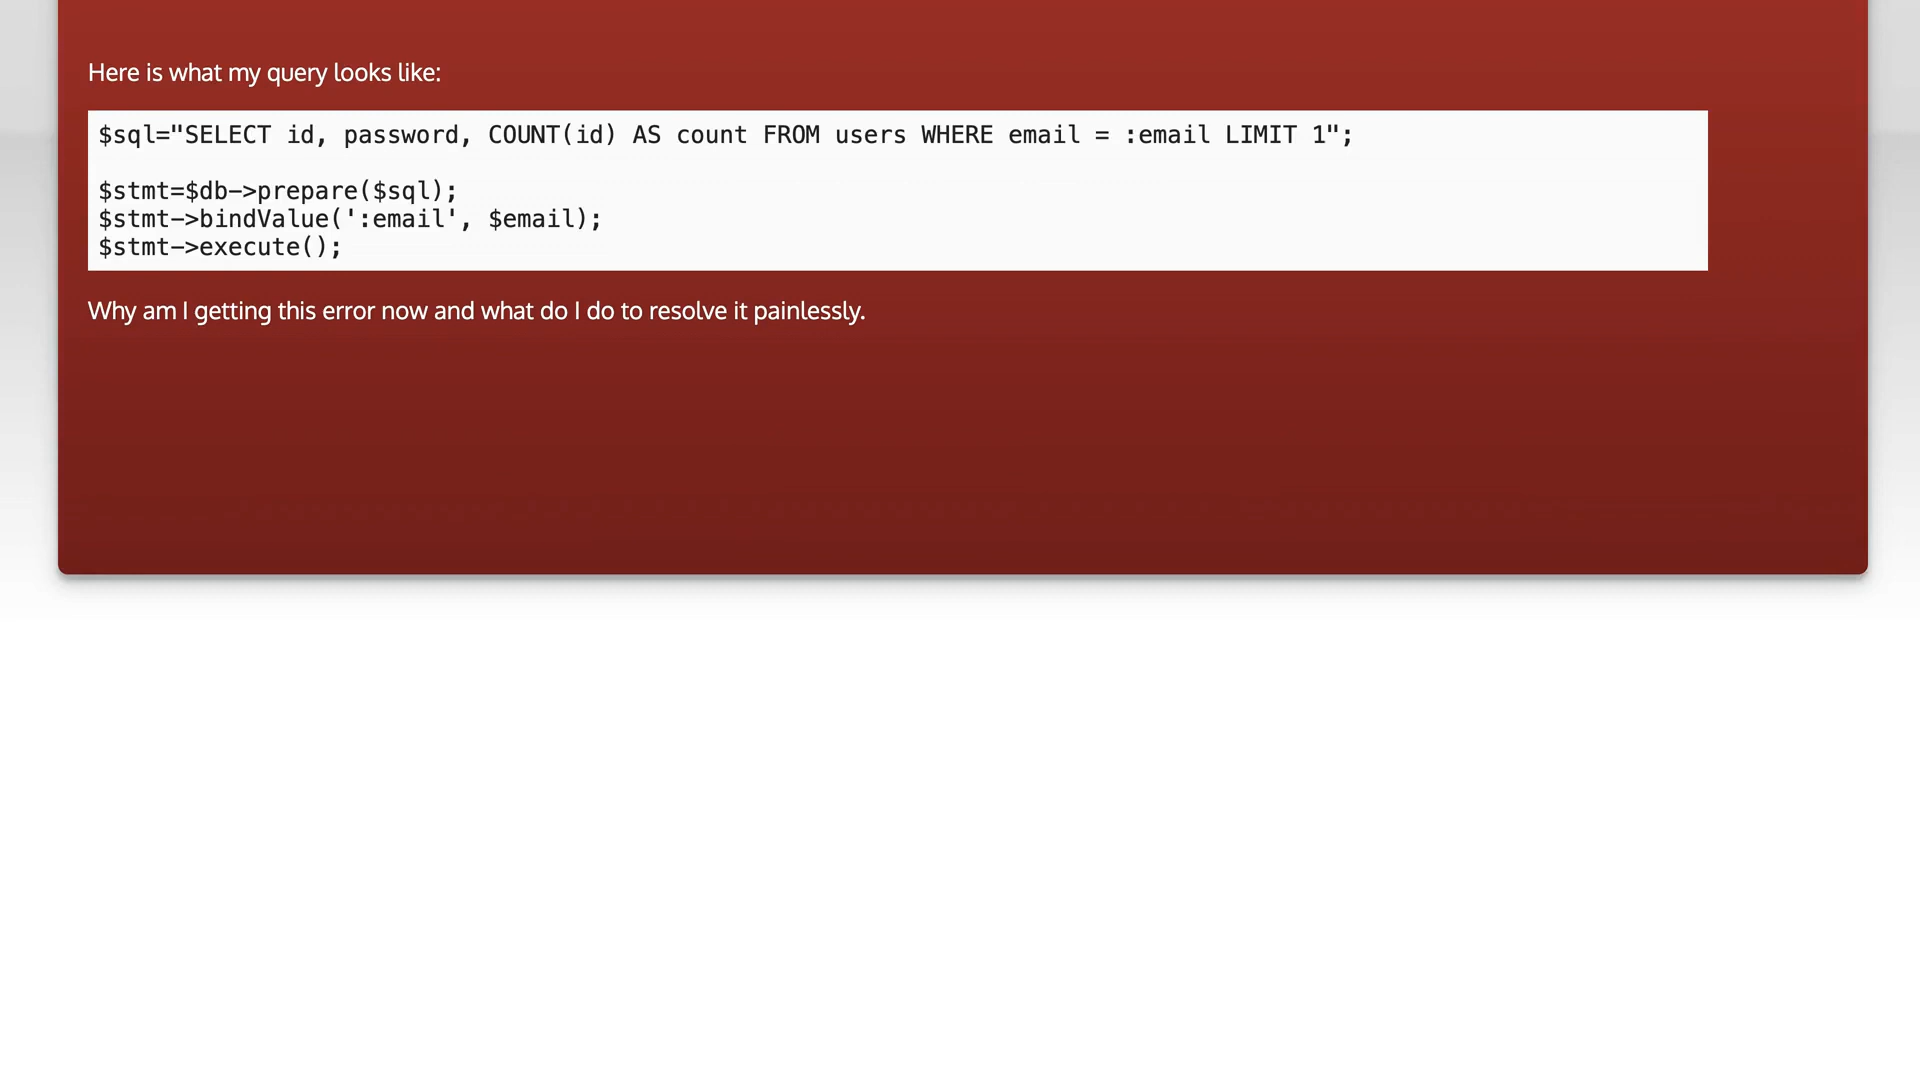 Here is what my query looks like:
$sql="SELECT id, password, COUNT(id) AS count FROM users WHERE email = :email LIMIT 1";
$stmt=$db->prepare($sql);
$stmt->bindValue(':email', $email);
$stmt->execute();
Why am I getting this error now and what do I do to resolve it painlessly.